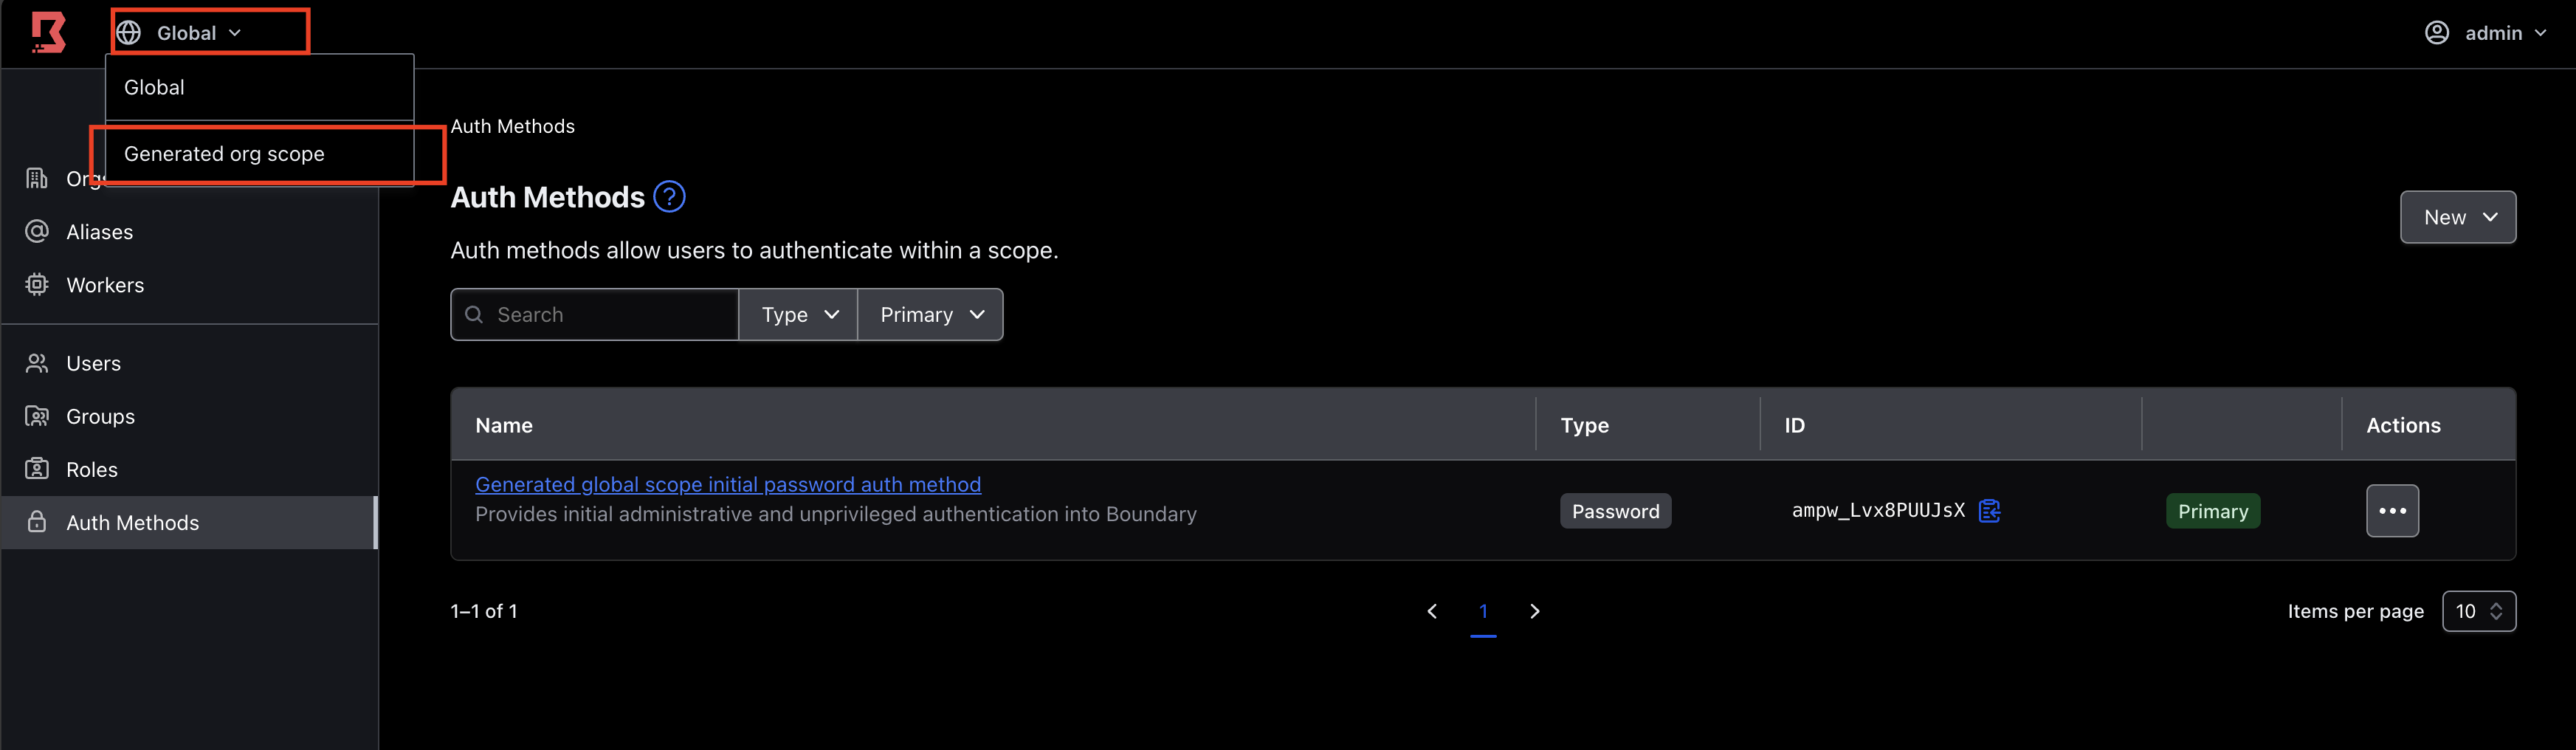 Global
admin
Global
Generated org scope
Orgs
Aliases
Workers
Users
Groups
Roles
Auth Methods
Auth Methods
Auth Methods ?
Auth methods allow users to authenticate within a scope.
New
Search Type Primary
Name Type ID Actions
Generated global scope initial password auth method
Provides initial administrative and unprivileged authentication into Boundary
Password ampw_Lvx8PUUJsX Primary
1–1 of 1
1
Items per page 10